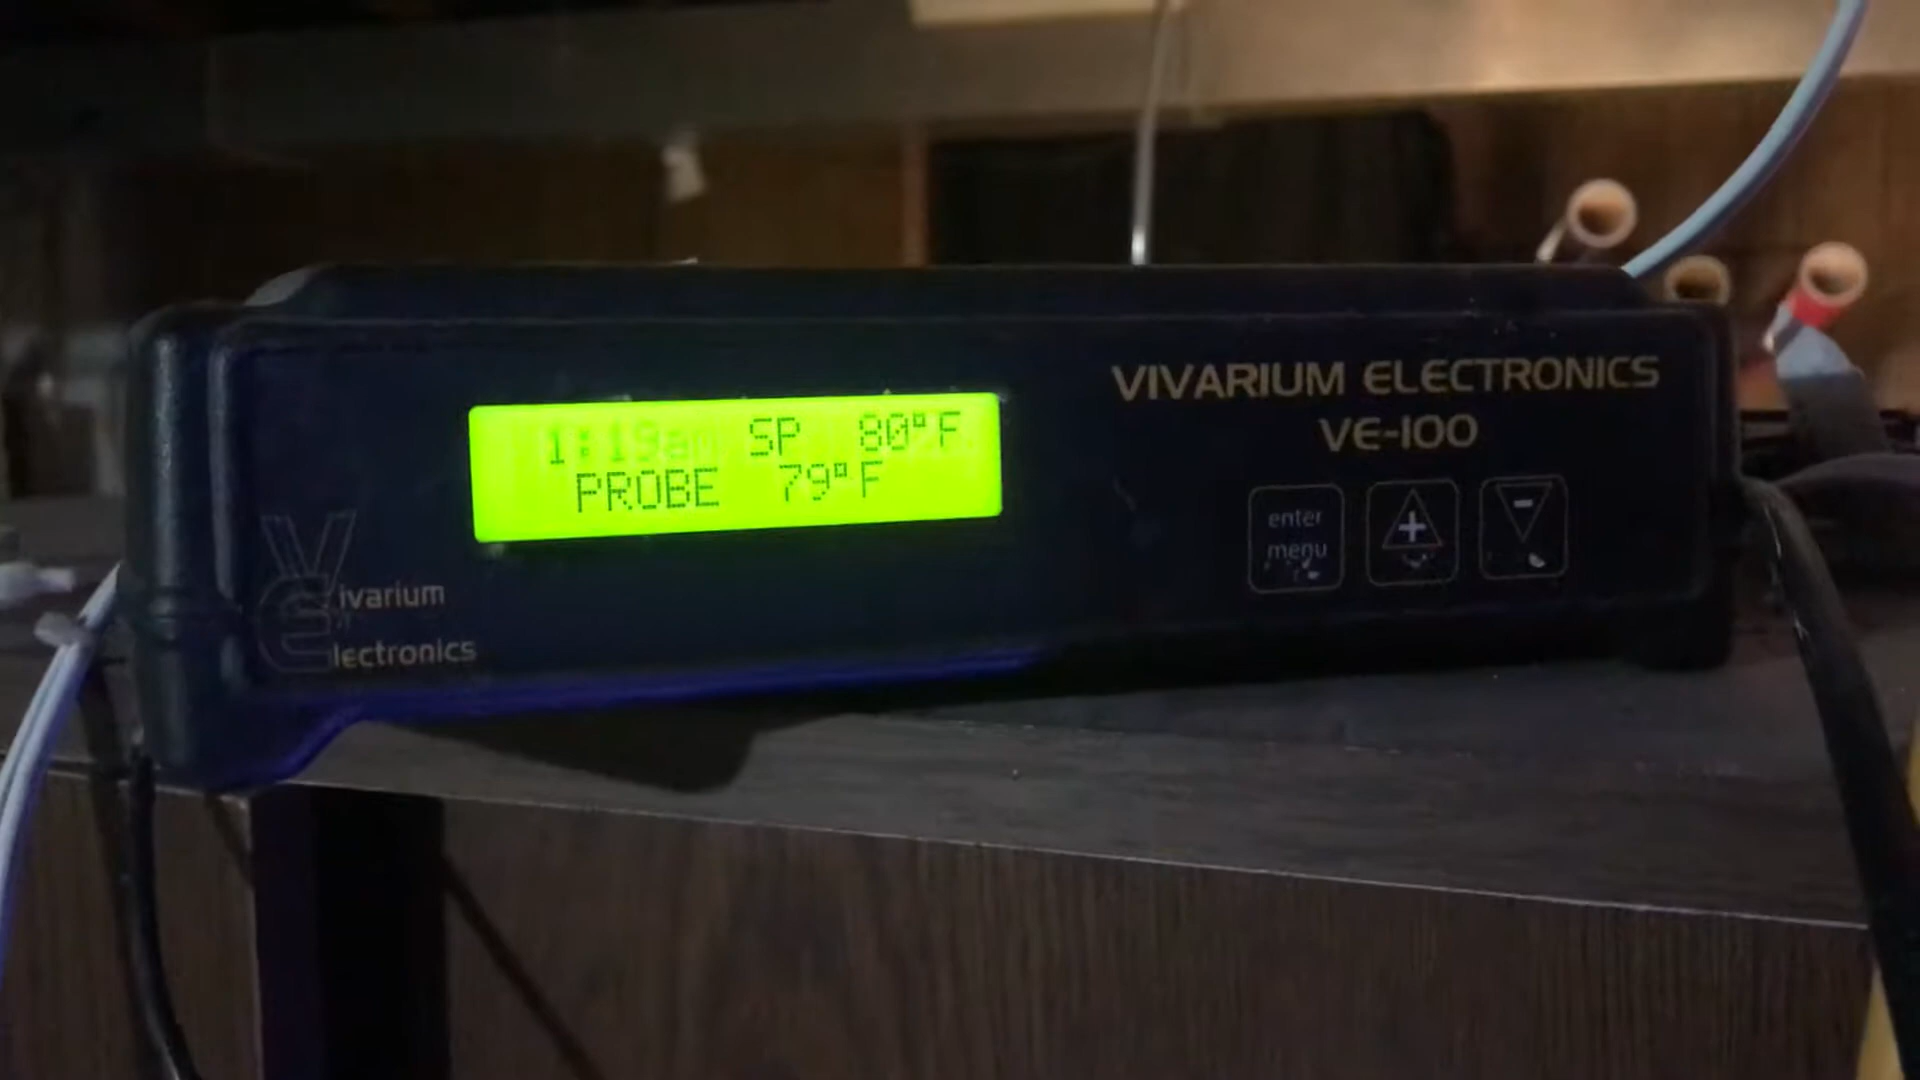 1:19am SP 80°F
PROBE 79°F
VIVARIUM ELECTRONICS
VE-100
enter
menu
+
-
Vivarium
Electronics